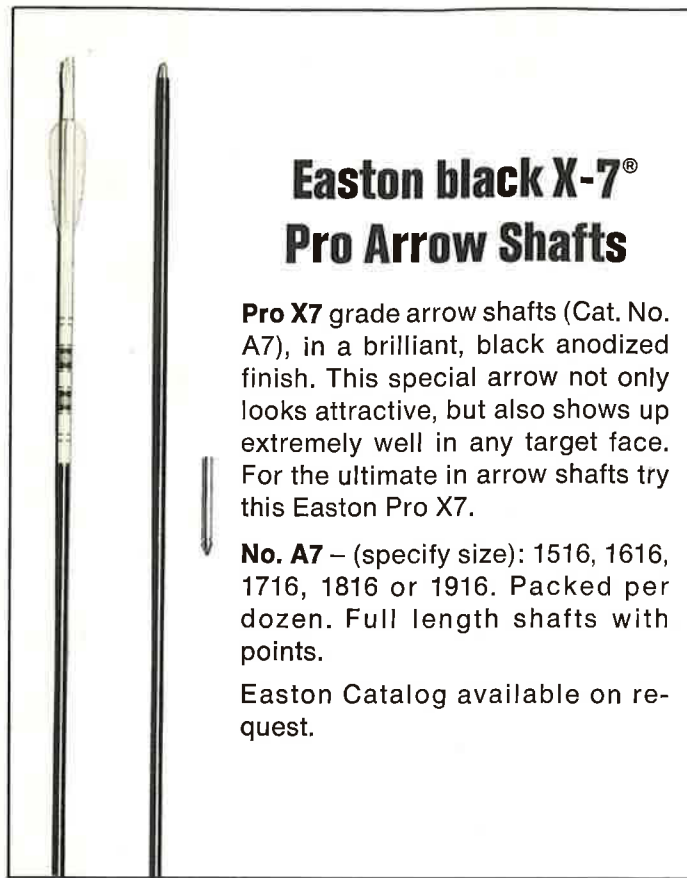 Easton black X-7®
Pro Arrow Shafts
Pro X7 grade arrow shafts (Cat. No.
A7), in a brilliant, black anodized
finish. This special arrow not only
looks attractive, but also shows up
extremely well in any target face.
For the ultimate in arrow shafts try
this Easton Pro X7.
No. A7 – (specify size): 1516, 1616,
1716, 1816 or 1916. Packed per
dozen. Full length shafts with
points.
Easton Catalog available on re-
quest.